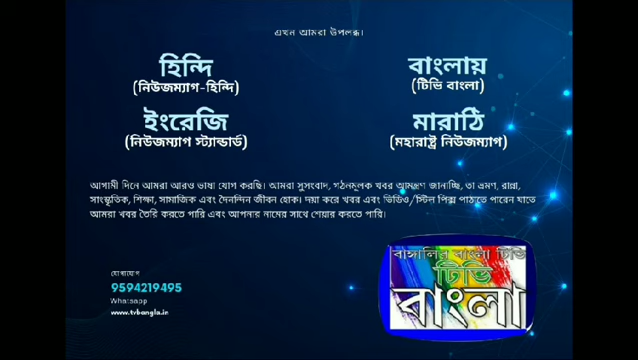 এখন আমরা উপলব্ধ।
হিন্দি
(নিউজম্যাগ-হিন্দি)
বাংলায়
(টিভি বাংলা)
ইংরেজি
(নিউজম্যাগ স্ট্যান্ডার্ড)
মারাঠি
(মহারাষ্ট্র নিউজম্যাগ)
আগামী দিনে আমরা আরও ভাষা যোগ করছি। আমরা সুসংবাদ, গঠনমূলক খবর আমন্ত্রণ জানাচ্ছি, তা ভ্রমণ, রান্না,
সাংস্কৃতিক, শিক্ষা, সামাজিক এবং দৈনন্দিন জীবন হোক। দয়া করে খবর এবং ভিডিও/স্টিল পিক্স পাঠাতে পারেন যাতে
আমরা খবর তৈরি করতে পারি এবং আপনার নামের সাথে শেয়ার করতে পারি।
যোগাযোগ
9594219495
Whatsapp
www.tvbangla.in
বাঙ্গালির বাংলা টিভি
টিভি
বাংলা